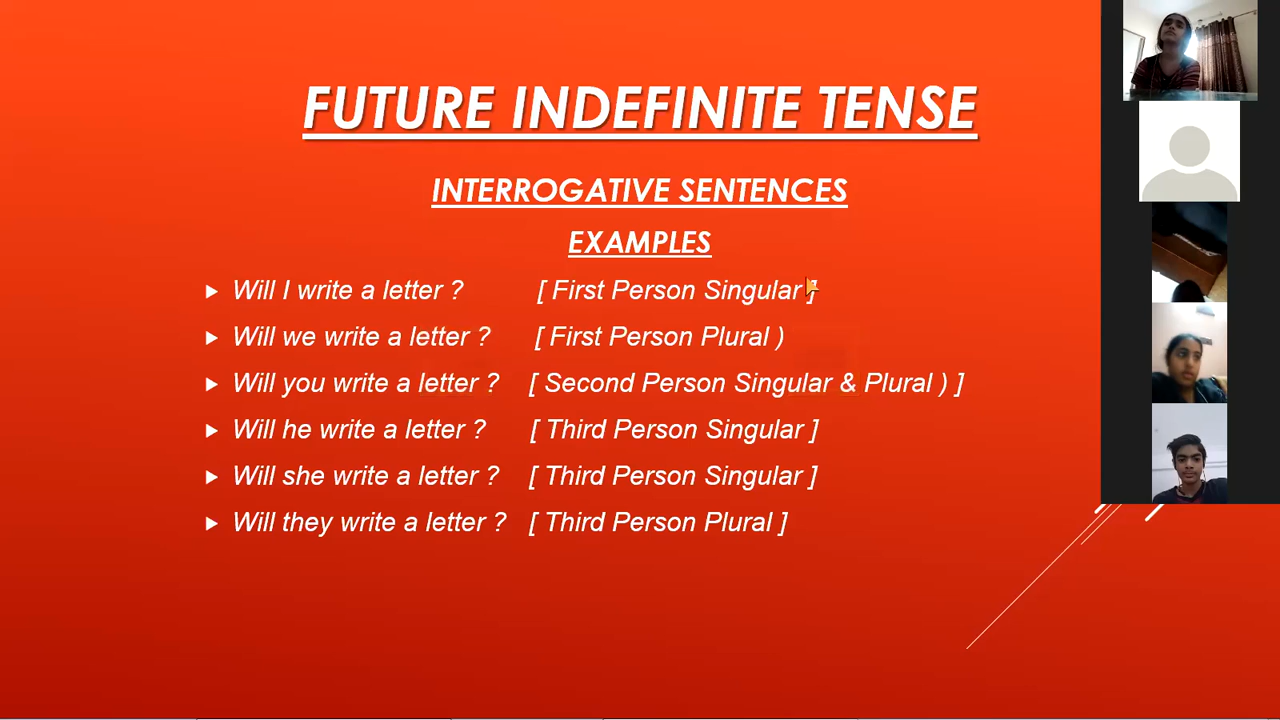 FUTURE INDEFINITE TENSE
INTERROGATIVE SENTENCES
EXAMPLES
Will I write a letter ? [ First Person Singular ]
Will we write a letter ? [ First Person Plural )
Will you write a letter ? [ Second Person Singular & Plural ) ]
Will he write a letter ? [ Third Person Singular ]
Will she write a letter ? [ Third Person Singular ]
Will they write a letter ? [ Third Person Plural ]